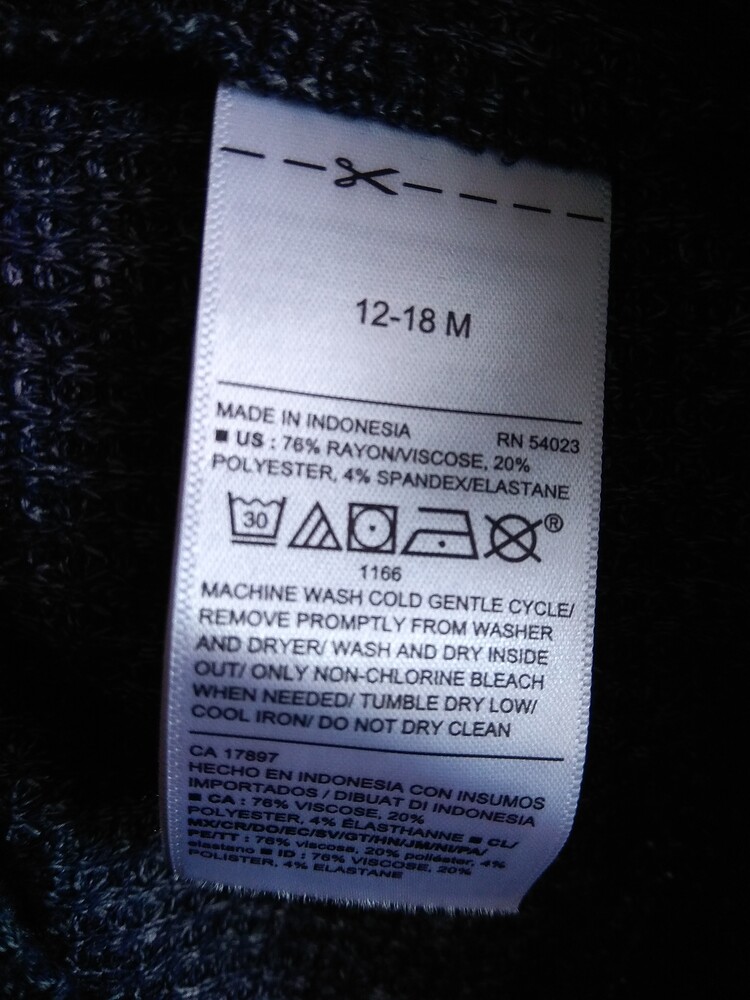 12-18 M
MADE IN INDONESIA RN 54023
■ US : 76% RAYON/VISCOSE, 20%
POLYESTER, 4% SPANDEX/ELASTANE
30 ®
1166
MACHINE WASH COLD GENTLE CYCLE/
REMOVE PROMPTLY FROM WASHER
AND DRYER/ WASH AND DRY INSIDE
OUT/ ONLY NON-CHLORINE BLEACH
WHEN NEEDED/ TUMBLE DRY LOW/
COOL IRON/ DO NOT DRY CLEAN
CA 17897
HECHO EN INDONESIA CON INSUMOS
IMPORTADOS / DIBUAT DI INDONESIA
■ CA : 76% VISCOSE, 20%
POLYESTER, 4% ÉLASTHANNE ■ CL/
MX/CR/DO/EC/SV/GT/HN/JM/NI/PA/
PE/TT : 76% viscosa, 20% poliéster, 4%
elastano ■ ID : 76% VISCOSE, 20%
POLISTER, 4% ELASTANE